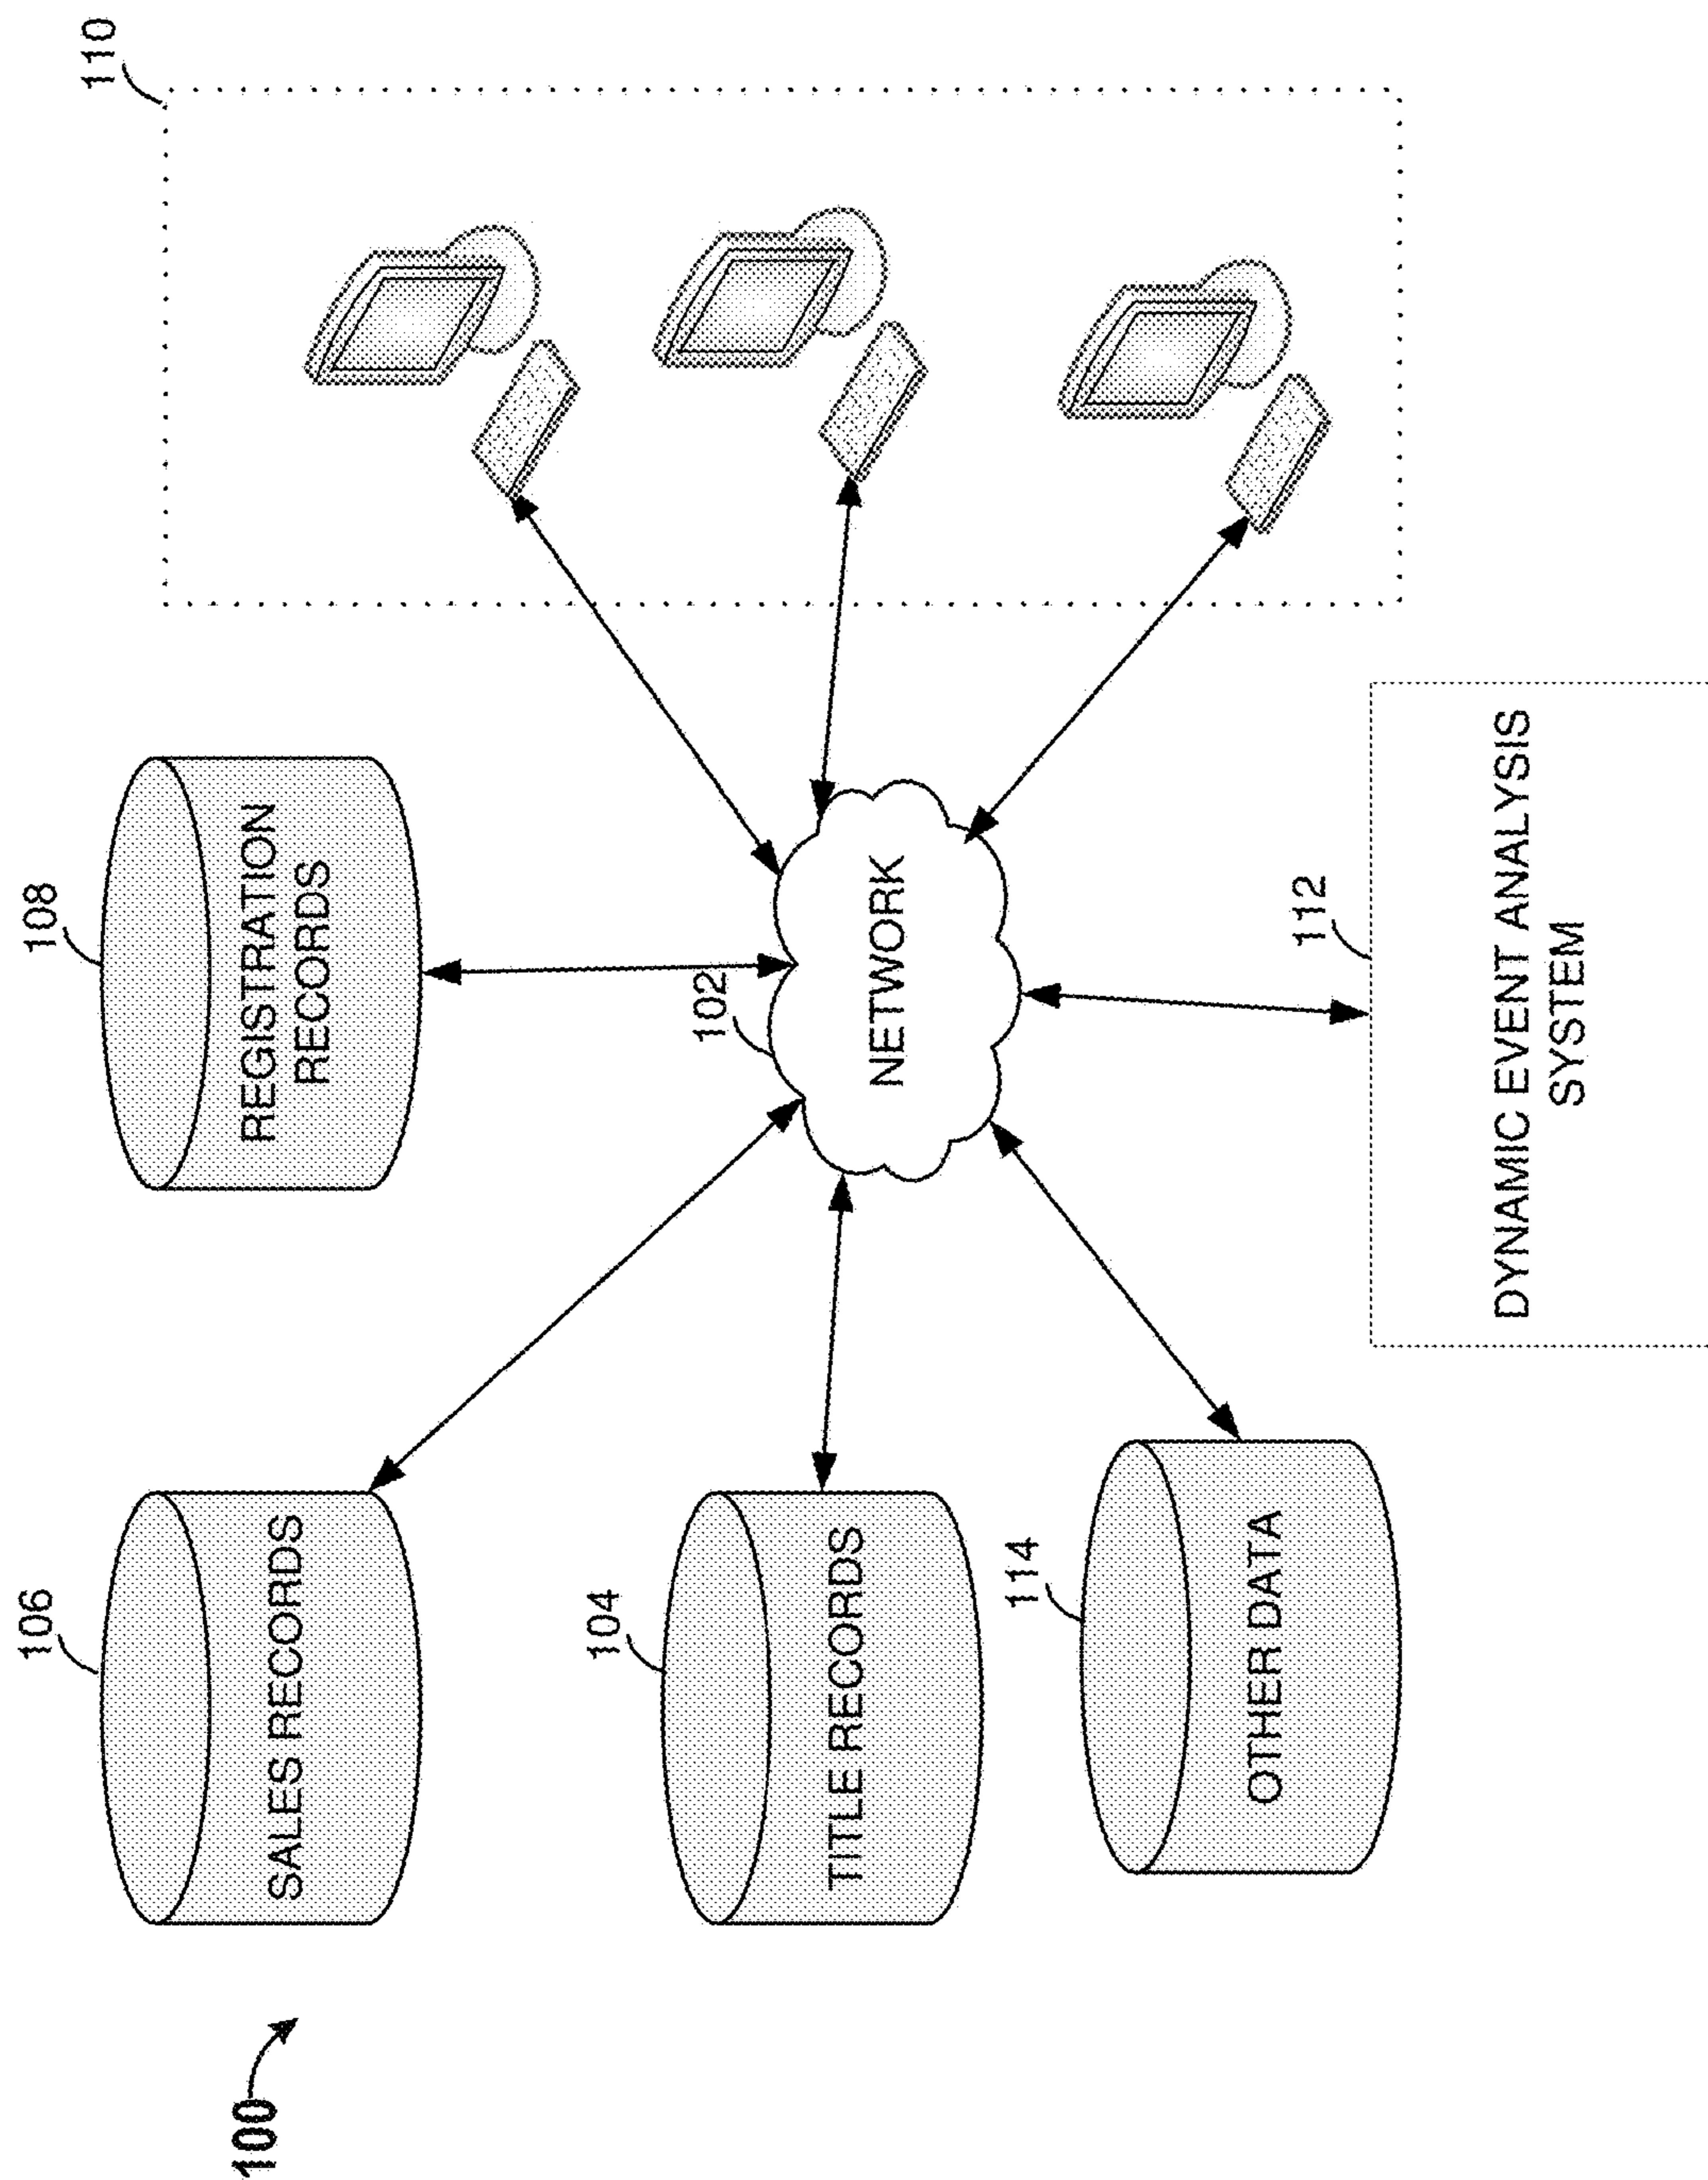 100
106
SALES RECORDS
108
REGISTRATION
RECORDS
110
104
TITLE RECORDS
102
NETWORK
114
OTHER DATA
112
DYNAMIC EVENT ANALYSIS
SYSTEM